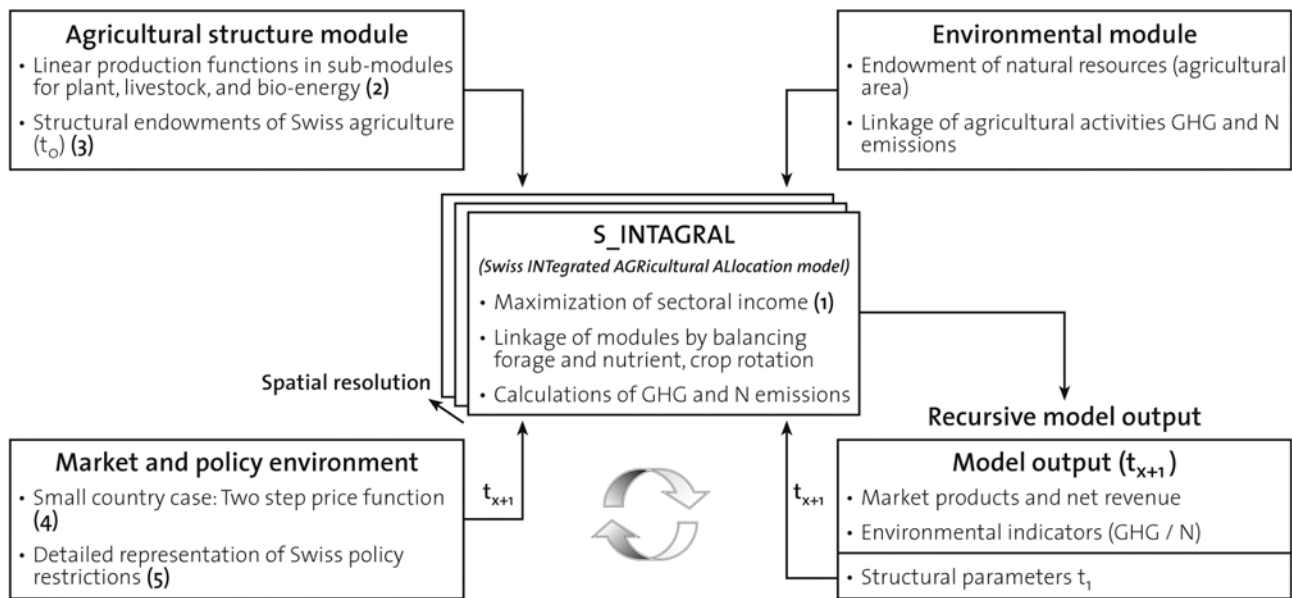 Agricultural structure module
• Linear production functions in sub-modules
for plant, livestock, and bio-energy (2)
• Structural endowments of Swiss agriculture
(t₀) (3)
Environmental module
• Endowment of natural resources (agricultural
area)
• Linkage of agricultural activities GHG and N
emissions
S_INTAGRAL
(Swiss INTegrated AGRicultural ALlocation model)
• Maximization of sectoral income (1)
• Linkage of modules by balancing
forage and nutrient, crop rotation
• Calculations of GHG and N emissions
Spatial resolution
Market and policy environment
• Small country case: Two step price function
(4)
• Detailed representation of Swiss policy
restrictions (5)
tₓ₊₁
tₓ₊₁
Recursive model output
Model output (tₓ₊₁)
• Market products and net revenue
• Environmental indicators (GHG / N)
• Structural parameters t₁